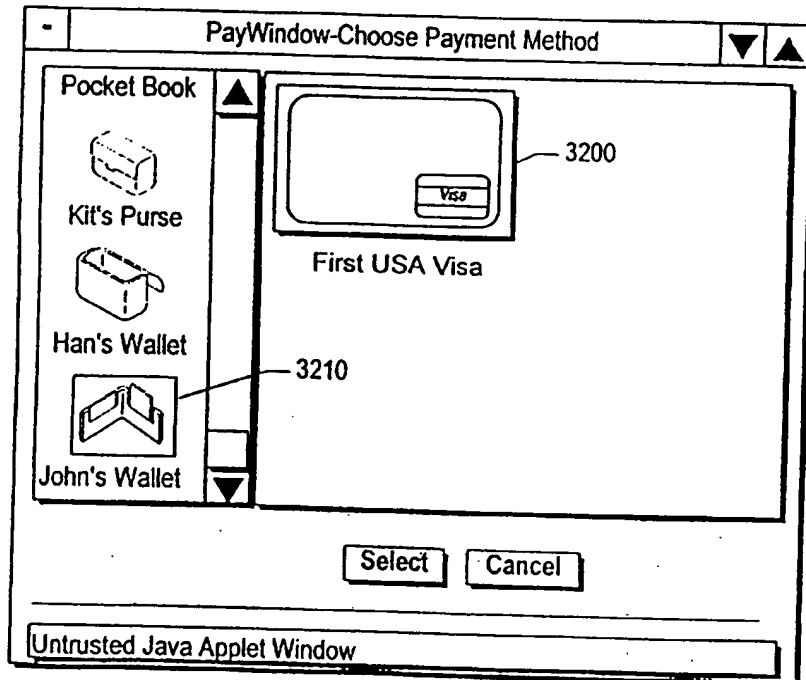 PayWindow-Choose Payment Method
Pocket Book
Kit's Purse
Han's Wallet
3210
John's Wallet
Visa
3200
First USA Visa
Select
Cancel
Untrusted Java Applet Window